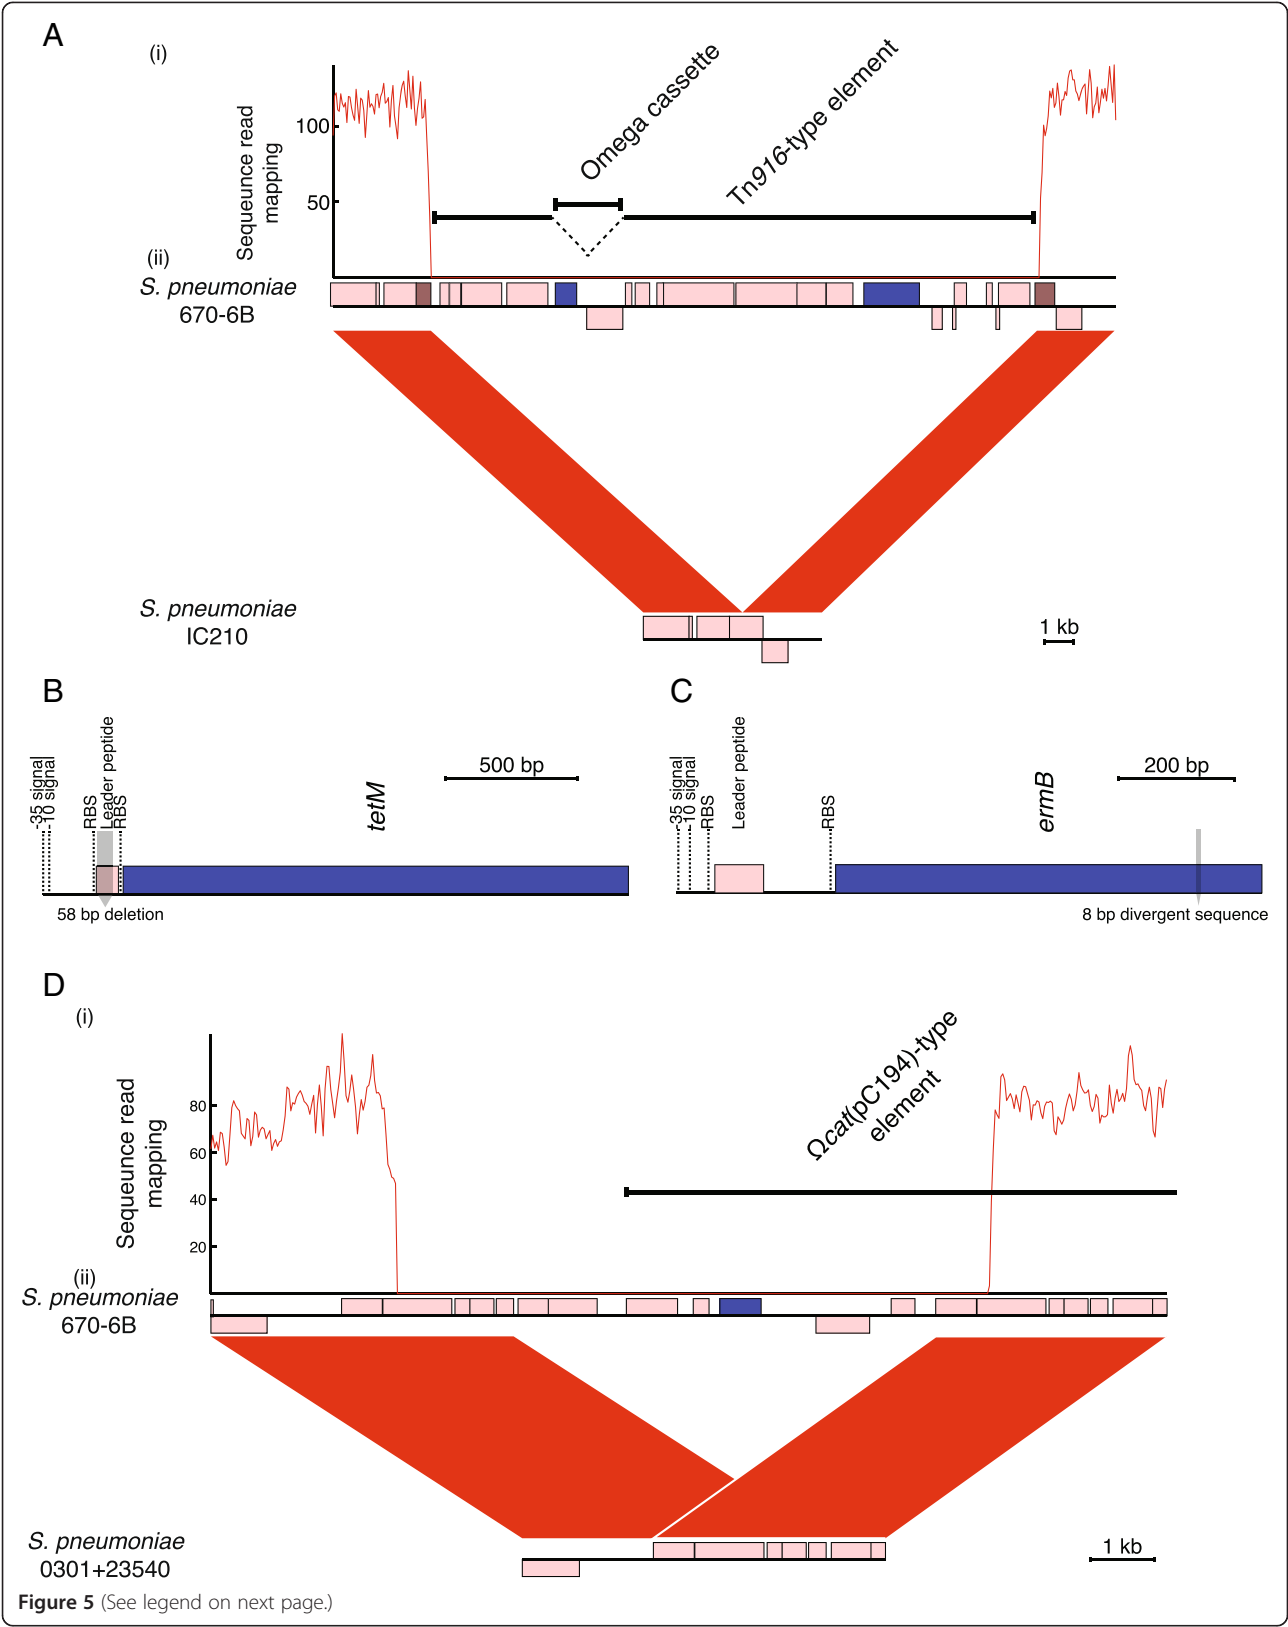 A
(i)
Sequeunce read
mapping
100
50
Omega cassette
Tn916-type element
(ii)
S. pneumoniae
670-6B
S. pneumoniae
IC210
1 kb
B
-35 signal
-10 signal
RBS
Leader peptide
RBS
tetM
500 bp
58 bp deletion
C
-35 signal
-10 signal
RBS
Leader peptide
RBS
ermB
200 bp
8 bp divergent sequence
D
(i)
Sequeunce read
mapping
80
60
40
20
Ωcat(pC194)-type
element
(ii)
S. pneumoniae
670-6B
S. pneumoniae
0301+23540
1 kb
Figure 5 (See legend on next page.)